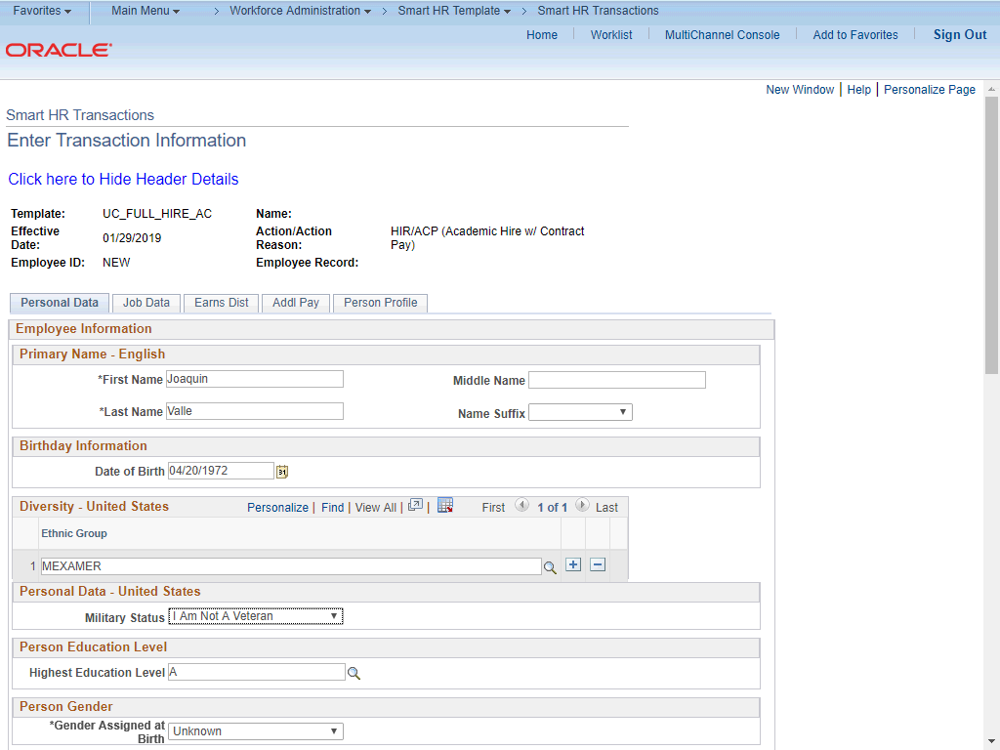 Favorites Main Menu > Workforce Administration > Smart HR Template > Smart HR Transactions
Home Worklist MultiChannel Console Add to Favorites Sign Out
ORACLE
New Window | Help | Personalize Page
Smart HR Transactions
Enter Transaction Information
Click here to Hide Header Details
Template: UC_FULL_HIRE_AC Name:
Effective Date: 01/29/2019 Action/Action Reason: HIR/ACP (Academic Hire w/ Contract Pay)
Employee ID: NEW Employee Record:
Personal Data Job Data Earns Dist Addl Pay Person Profile
Employee Information
Primary Name - English
*First Name Joaquin Middle Name
*Last Name Valle Name Suffix
Birthday Information
Date of Birth 04/20/1972 31
Diversity - United States Personalize | Find | View All | | First 1 of 1 Last
Ethnic Group
1 MEXAMER
Personal Data - United States
Military Status I Am Not A Veteran
Person Education Level
Highest Education Level A
Person Gender
*Gender Assigned at Birth Unknown